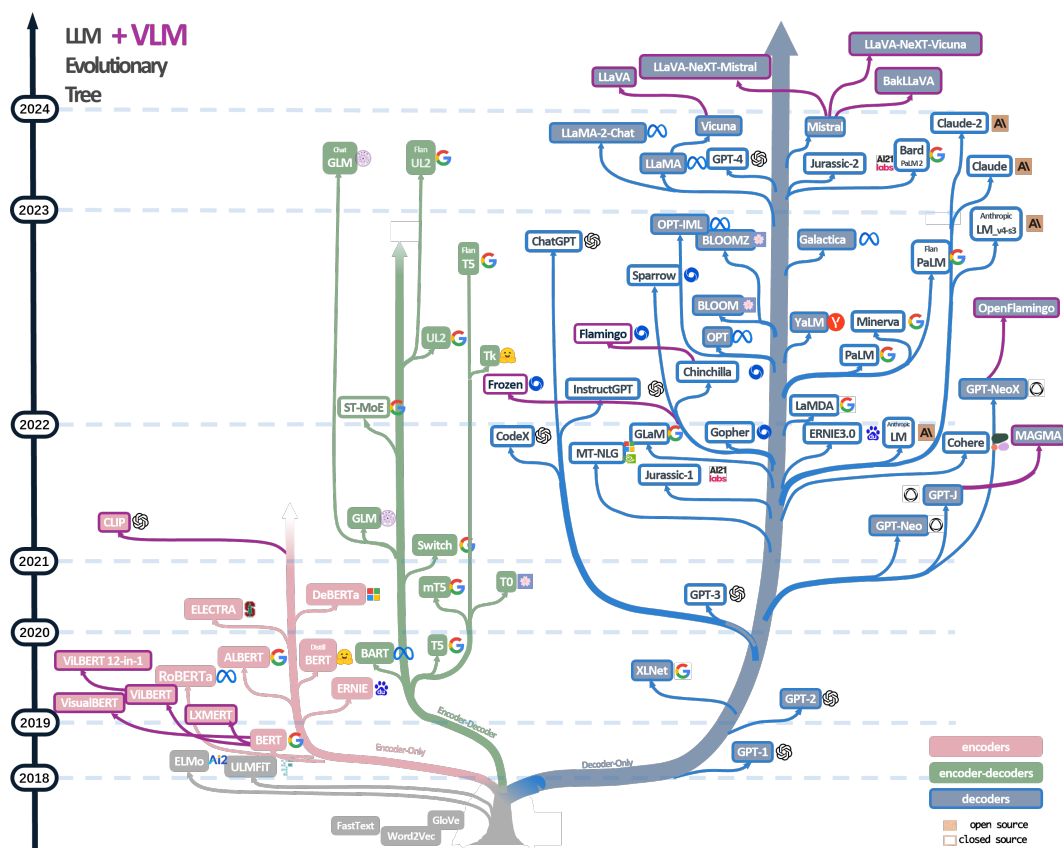 LLM + VLM
Evolutionary
Tree
2024
2023
2022
2021
2020
2019
2018
LLaVA-NeXT-Vicuna
LLaVA-NeXT-Mistral
LLaVA
BakLLaVA
Vicuna
Mistral
Claude-2
LLaMA-2-Chat
Chat
GLM
Flan
UL2
LLaMA
GPT-4
Jurassic-2
AI21
labs
Bard
PaLM2
Claude
OPT-IML
BLOOMZ
Galactica
Anthropic
LM_v4-s3
ChatGPT
Flan
T5
Flan
PaLM
Sparrow
BLOOM
OpenFlamingo
YaLM
Minerva
Flamingo
OPT
UL2
Tk
PaLM
Chinchilla
Frozen
InstructGPT
GPT-NeoX
ST-MoE
LaMDA
CodeX
GLaM
Gopher
ERNIE3.0
Anthropic
LM
Cohere
MAGMA
MT-NLG
Jurassic-1
AI21
labs
GPT-J
CLIP
GLM
GPT-Neo
Switch
mT5
T0
DeBERTa
GPT-3
ELECTRA
ViLBERT 12-in-1
ALBERT
Distil
BERT
BART
T5
RoBERTa
XLNet
VisualBERT
ViLBERT
ERNIE
GPT-2
LXMERT
BERT
Encoder-Decoder
Encoder-Only
Decoder-Only
GPT-1
ELMo
Ai2
ULMFiT
FastText
Word2Vec
GloVe
encoders
encoder-decoders
decoders
open source
closed source